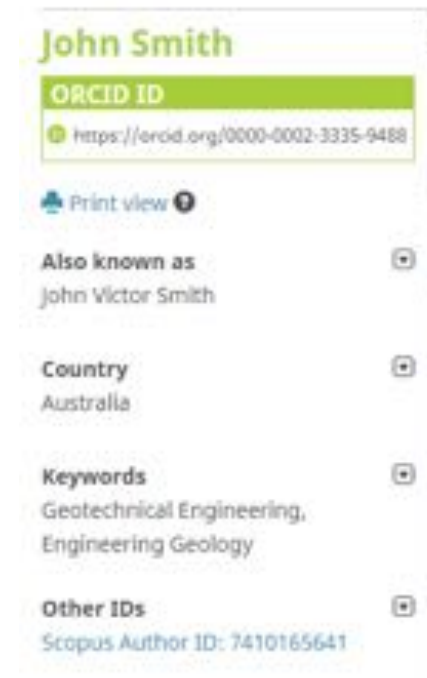 John Smith
ORCID ID
https://orcid.org/0000-0002-3335-9488
Print view
Also known as
John Victor Smith
Country
Australia
Keywords
Geotechnical Engineering,
Engineering Geology
Other IDs
Scopus Author ID: 7410165641